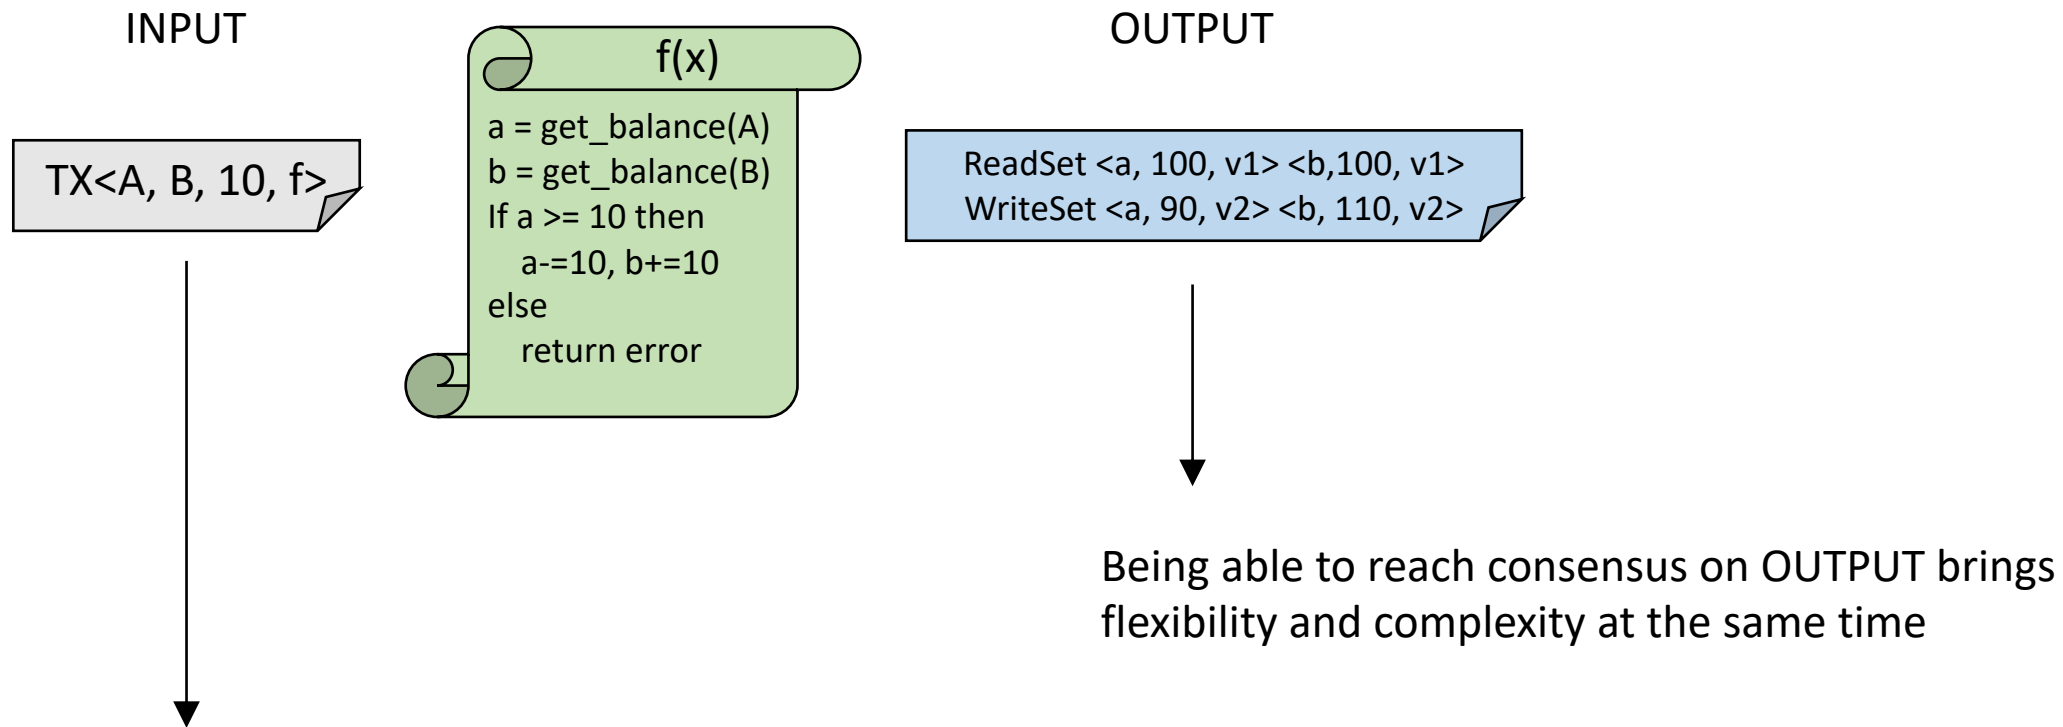 INPUT
f(x)
OUTPUT
TX<A, B, 10, f>
a = get_balance(A)
b = get_balance(B)
If a >= 10 then
a-=10, b+=10
else
return error
ReadSet <a, 100, v1> <b,100, v1>
WriteSet <a, 90, v2> <b, 110, v2>
Being able to reach consensus on OUTPUT brings
flexibility and complexity at the same time